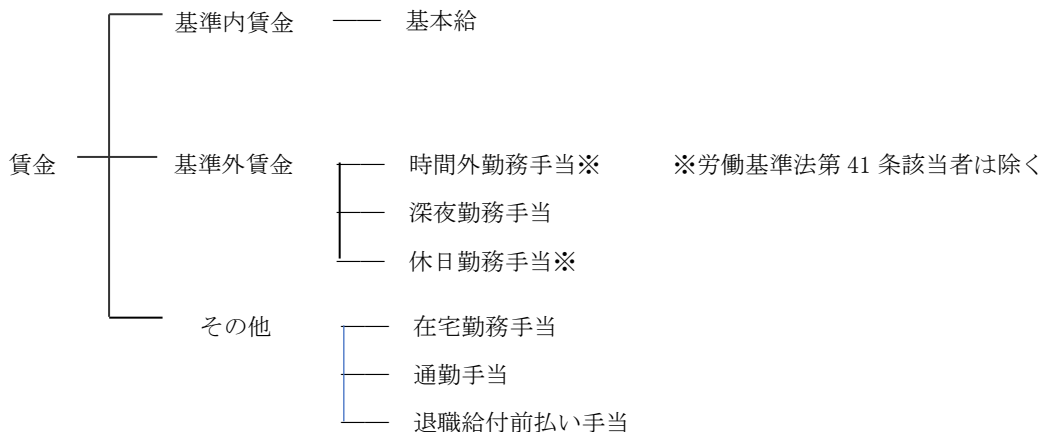 基準内賃金 ―― 基本給
賃金 基準外賃金 ―― 時間外勤務手当※ ※労働基準法第 41 条該当者は除く
―― 深夜勤務手当
―― 休日勤務手当※
その他 ―― 在宅勤務手当
―― 通勤手当
―― 退職給付前払い手当